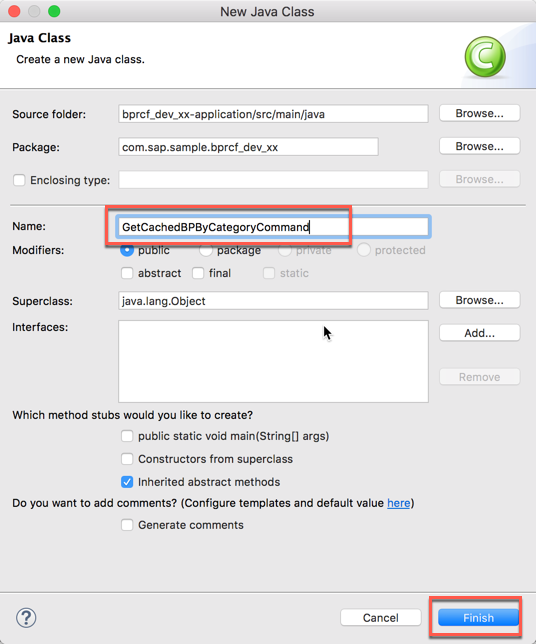 New Java Class
Java Class
Create a new Java class.
C
Source folder: bprcf_dev_xx-application/src/main/java Browse...
Package: com.sap.sample.bprcf_dev_xx Browse...
Enclosing type: Browse...
Name: GetCachedBPByCategoryCommand
Modifiers: public package private protected
abstract final static
Superclass: java.lang.Object Browse...
Interfaces: Add...
Remove
Which method stubs would you like to create?
public static void main(String[] args)
Constructors from superclass
Inherited abstract methods
Do you want to add comments? (Configure templates and default value here)
Generate comments
? Cancel Finish